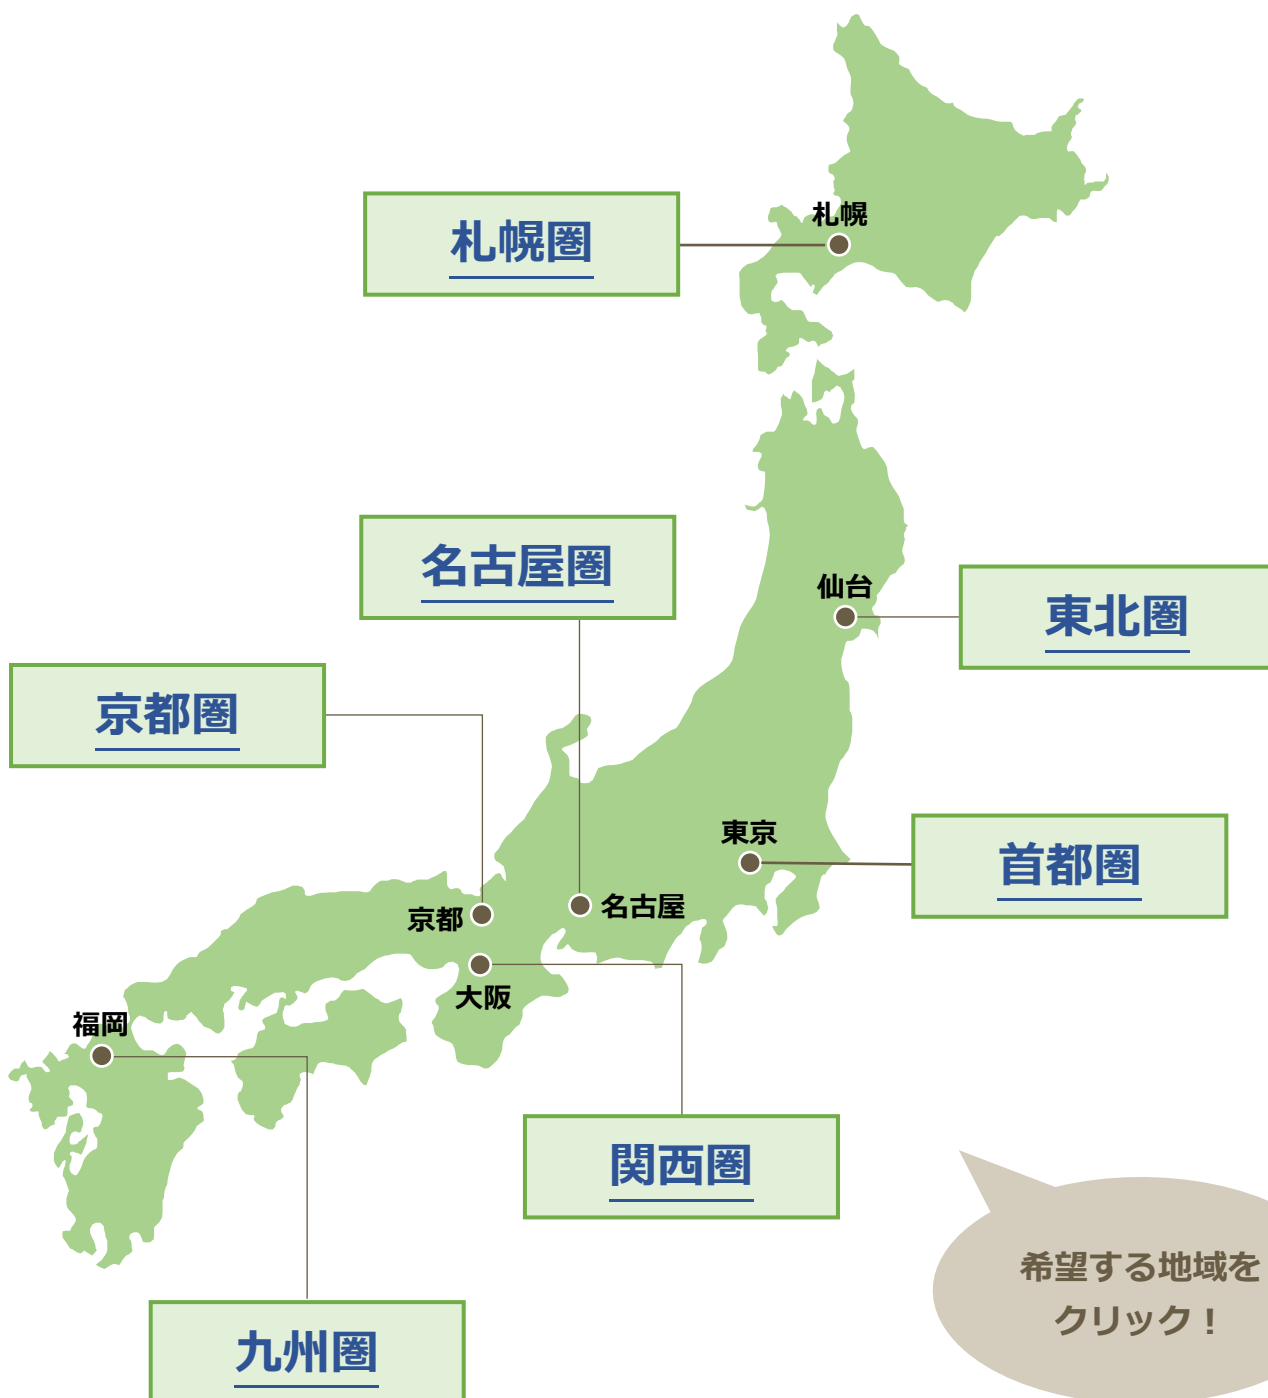 札幌
札幌圏
名古屋圏
仙台
東北圏
京都圏
東京
首都圏
京都
名古屋
大阪
福岡
関西圏
希望する地域を
クリック！
九州圏